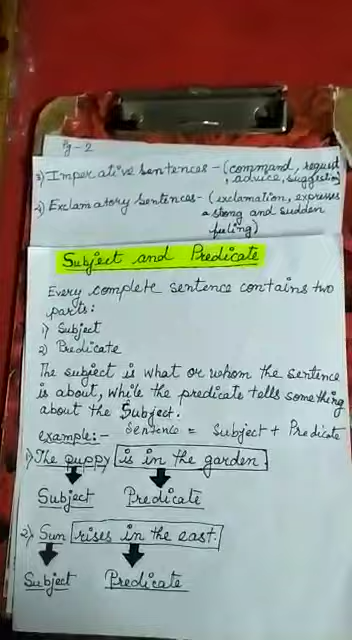 Pg - 2
3) Imperative sentences - (command, request
, advice, suggestion)
4) Exclamatory sentences - (exclamation, expresses
a stong and sudden
feeling)
Subject and Predicate
Every complete sentence contains two
parts:
1) Subject
2) Predicate
The subject is what or whom the sentence
is about, while the predicate tells something
about the Subject.
Sentence = Subject + Predicate
example:-
1) The puppy is in the garden.
Subject Predicate
2) Sun rises in the east.
Subject Predicate